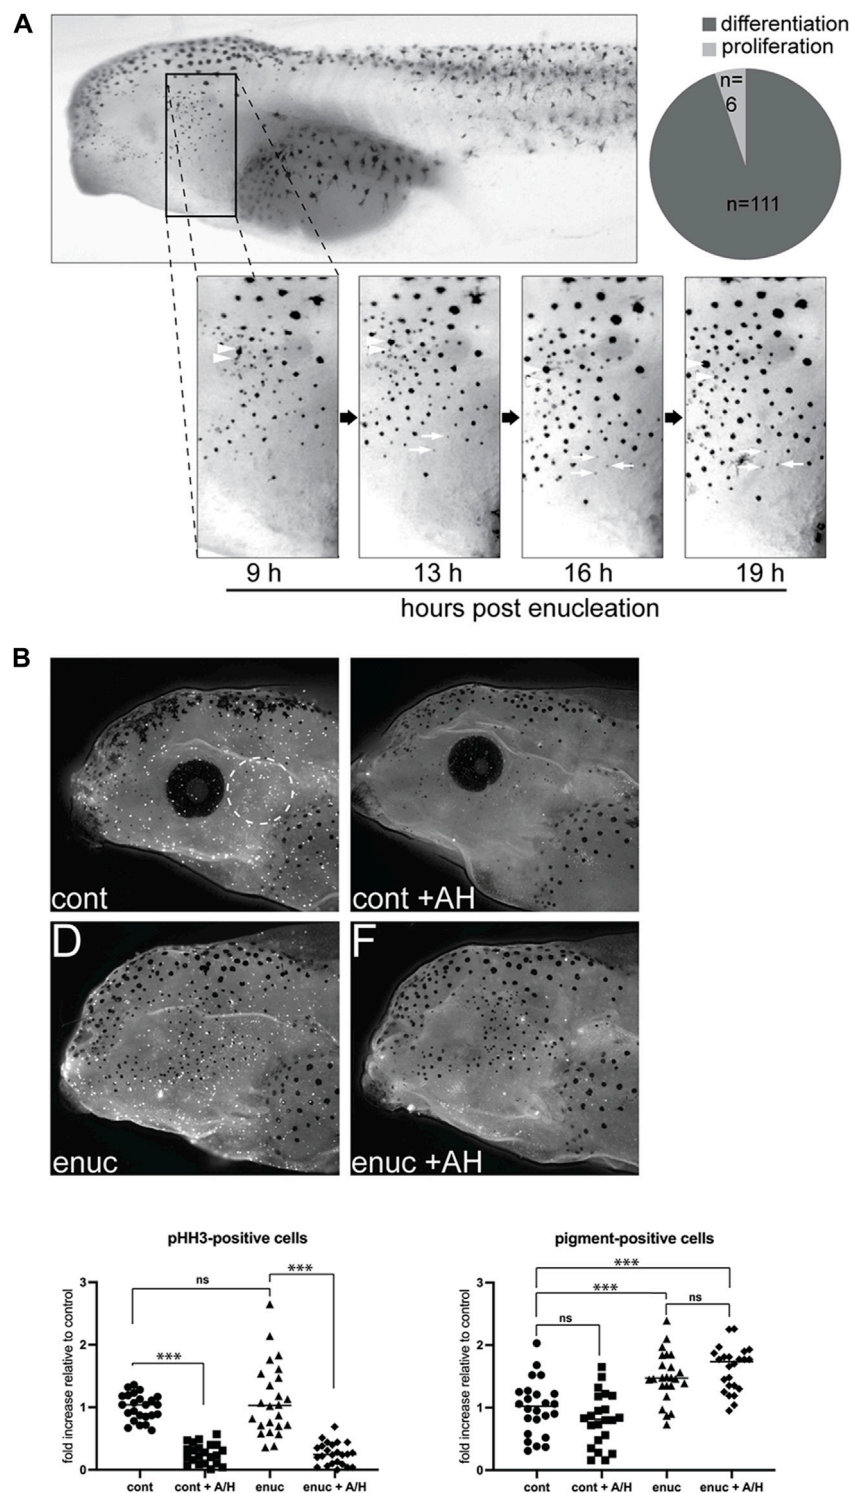 A
differentiation
proliferation
n=
6
n=111
9 h
13 h
16 h
19 h
hours post enucleation
B
cont
cont +AH
D
F
enuc
enuc +AH
pHH3-positive cells
fold increase relative to control
3
2
1
0
ns
***
***
cont
cont + A/H
enuc
enuc + A/H
pigment-positive cells
fold increase relative to control
3
2
1
0
***
***
ns
ns
cont
cont + A/H
enuc
enuc + A/H